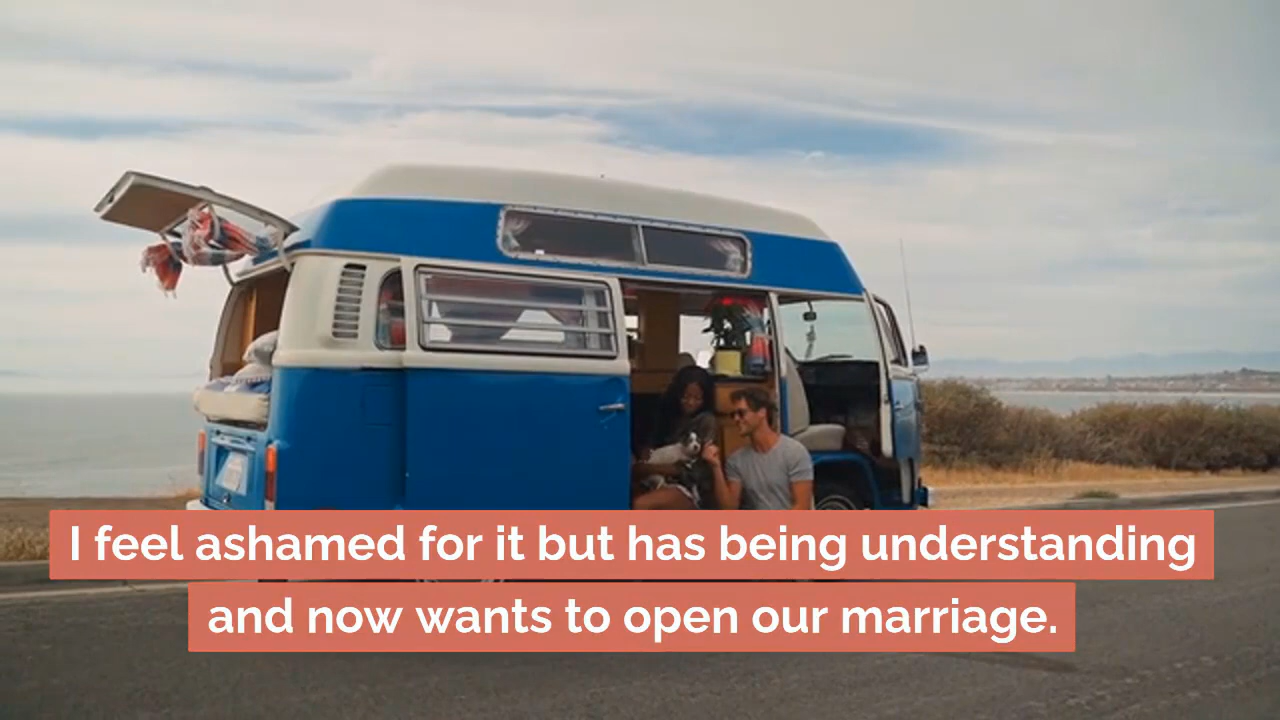 I feel ashamed for it but has being understanding
and now wants to open our marriage.